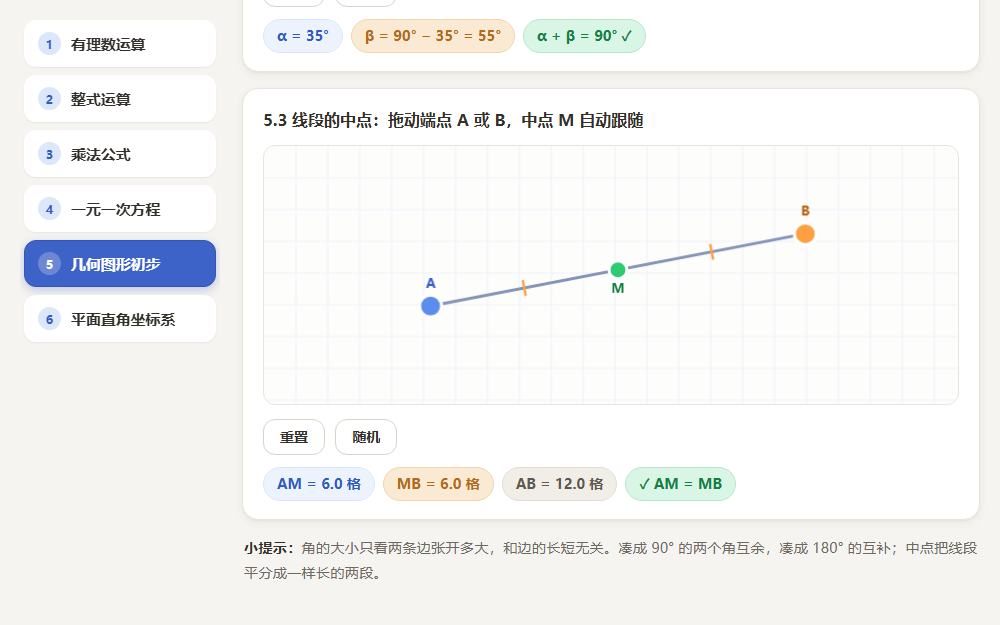 1 有理数运算
2 整式运算
3 乘法公式
4 一元一次方程
5 几何图形初步
6 平面直角坐标系
α = 35° β = 90° − 35° = 55° α + β = 90° ✓
5.3 线段的中点：拖动端点 A 或 B，中点 M 自动跟随
B
A
M
重置 随机
AM = 6.0 格 MB = 6.0 格 AB = 12.0 格 ✓ AM = MB
小提示：角的大小只看两条边张开多大，和边的长短无关。凑成 90° 的两个角互余，凑成 180° 的互补；中点把线段
平分成一样长的两段。